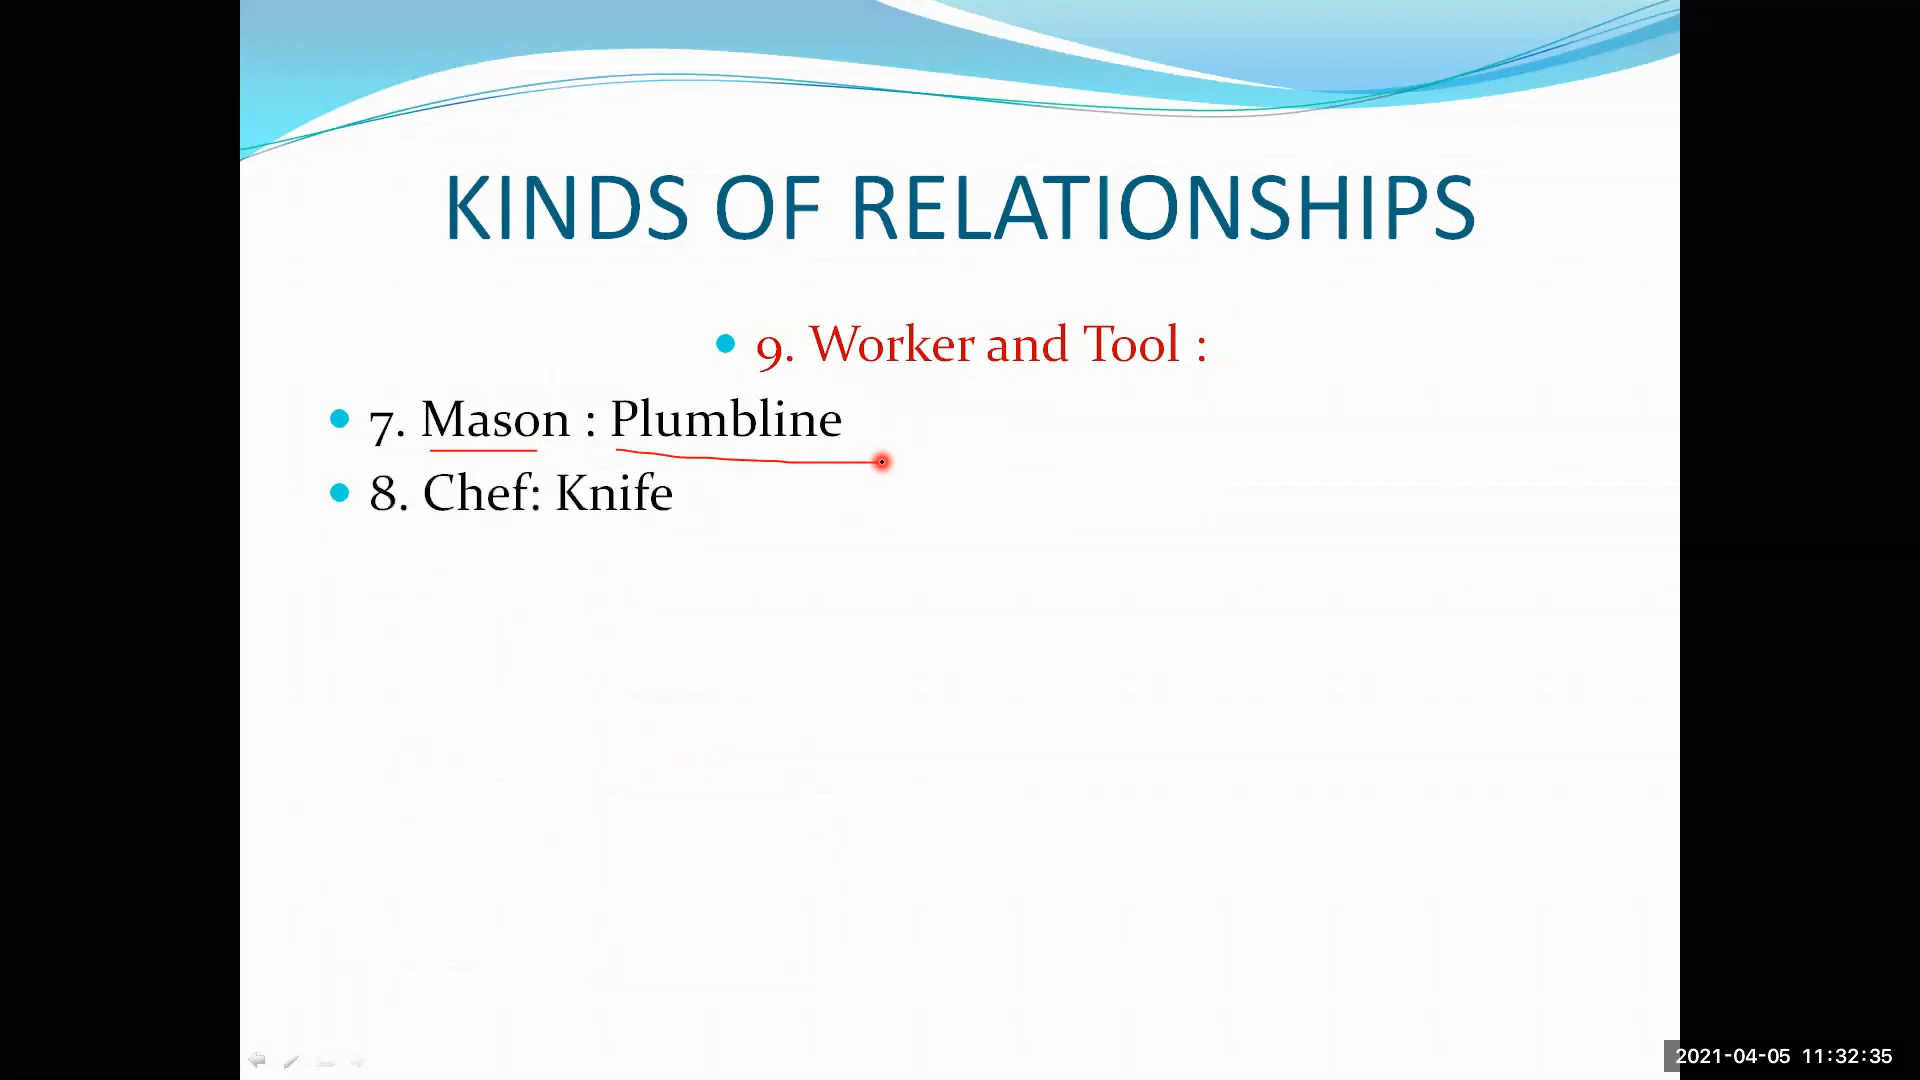 KINDS OF RELATIONSHIPS
9. Worker and Tool :
7. Mason : Plumbline
8. Chef: Knife
2021-04-05 11:32:35